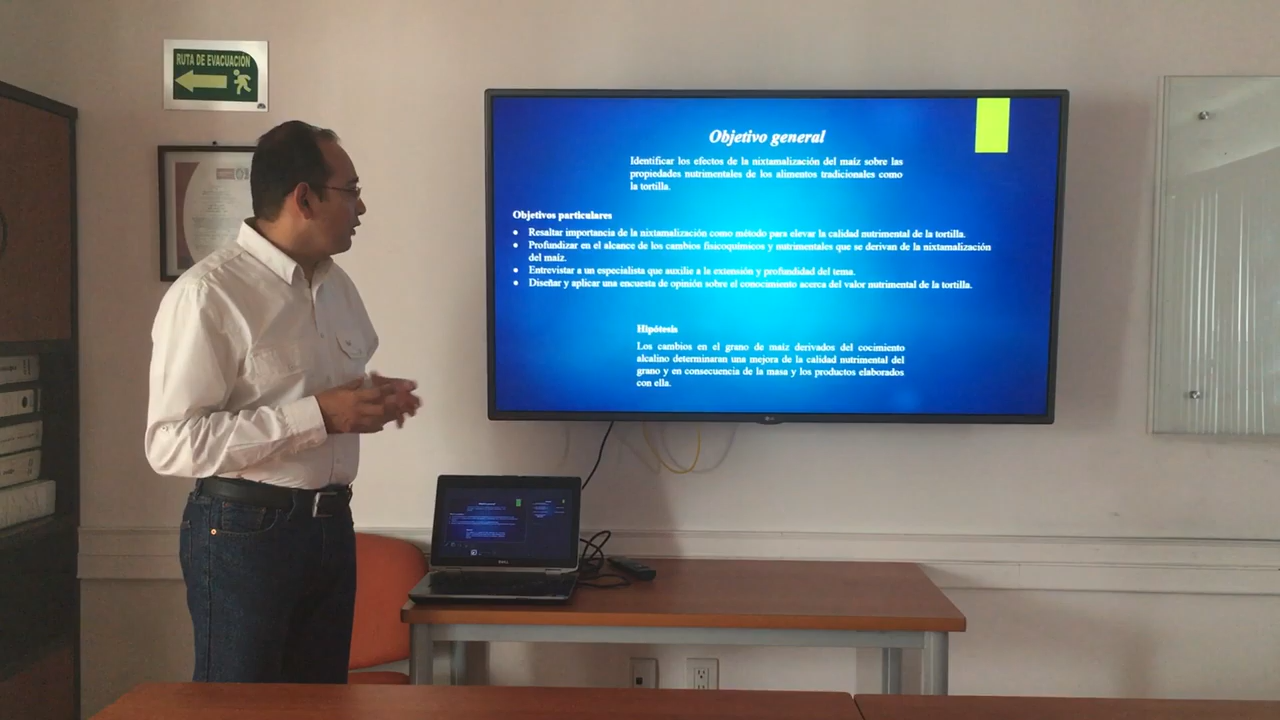 RUTA DE EVACUACIÓN
Objetivo general
Identificar los efectos de la nixtamalización del maíz sobre las
propiedades nutrimentales de los alimentos tradicionales como
la tortilla.
Objetivos particulares
● Resaltar importancia de la nixtamalización como método para elevar la calidad nutrimental de la tortilla.
● Profundizar en el alcance de los cambios fisicoquímicos y nutrimentales que se derivan de la nixtamalización
del maíz.
● Entrevistar a un especialista que auxilie a la extensión y profundidad del tema.
● Diseñar y aplicar una encuesta de opinión sobre el conocimiento acerca del valor nutrimental de la tortilla.
Hipótesis
Los cambios en el grano de maíz derivados del cocimiento
alcalino determinaran una mejora de la calidad nutrimental del
grano y en consecuencia de la masa y los productos elaborados
con ella.
LG
DELL